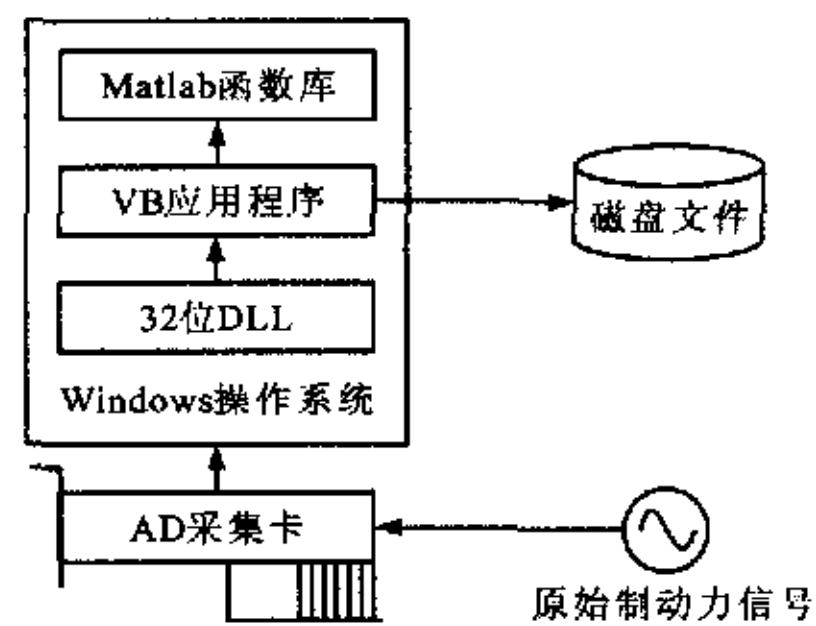 Matlab函数库
VB应用程序
磁盘文件
32位DLL
Windows操作系统
AD采集卡
原始制动力信号